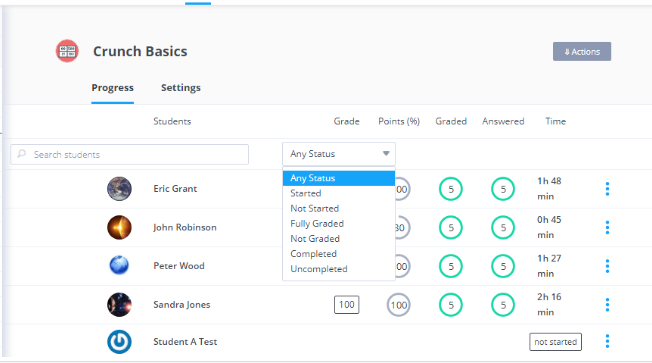 Crunch Basics
Actions
Progress Settings
Students Grade Points (%) Graded Answered Time
Search students Any Status
Any Status
Started
Not Started
Fully Graded
Not Graded
Completed
Uncompleted
Eric Grant 5 5 1h 48 min
John Robinson 5 5 0h 45 min
Peter Wood 5 5 1h 27 min
Sandra Jones 100 100 5 5 2h 16 min
Student A Test not started